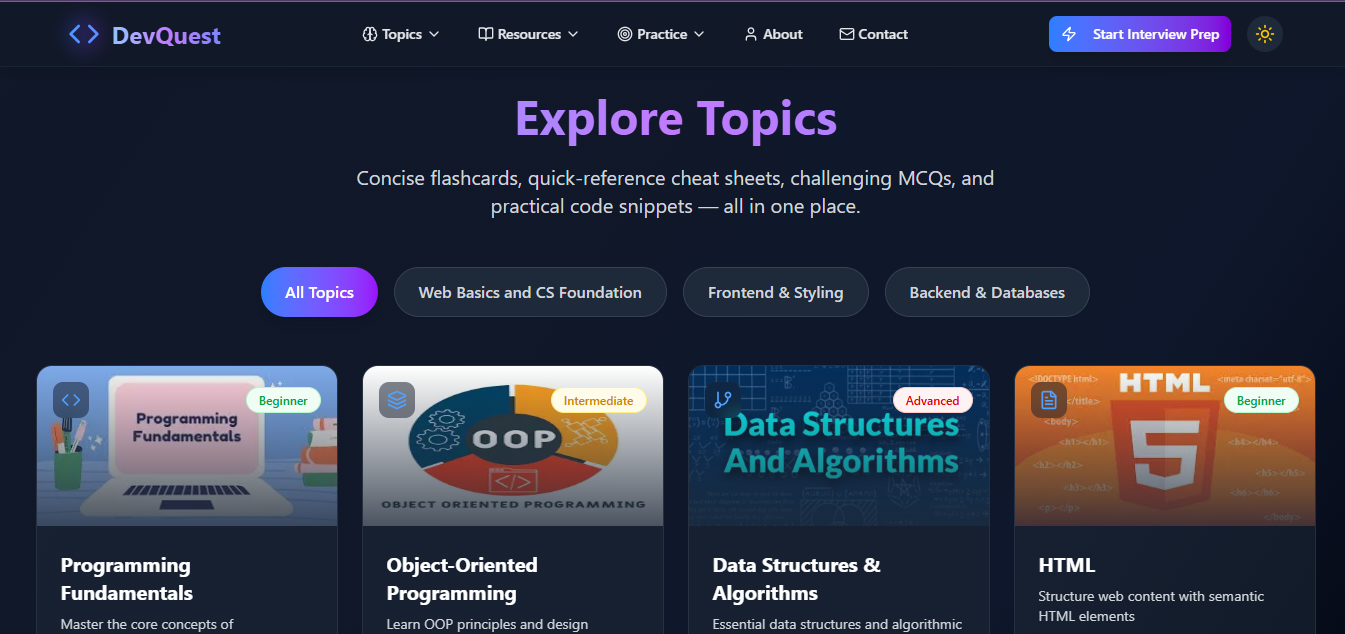 DevQuest
Topics
Resources
Practice
About
Contact
Start Interview Prep
Explore Topics
Concise flashcards, quick-reference cheat sheets, challenging MCQs, and
practical code snippets — all in one place.
All Topics
Web Basics and CS Foundation
Frontend & Styling
Backend & Databases
Beginner
Programming
Fundamentals
Programming
Fundamentals
Master the core concepts of
Intermediate
OOP
</>
OBJECT ORIENTED PROGRAMMING
Object-Oriented
Programming
Learn OOP principles and design
Advanced
Data Structures
And Algorithms
Data Structures &
Algorithms
Essential data structures and algorithmic
<!DOCTYPE html>
HTML
<meta charset="utf-8">
Beginner
</title>
<body>
<h1></h1>
<h2></h2>
<h3></h3>
<p></p>
5
<h4></h4>
<h5></h5>
<h6></h6>
</body>
HTML
Structure web content with semantic
HTML elements